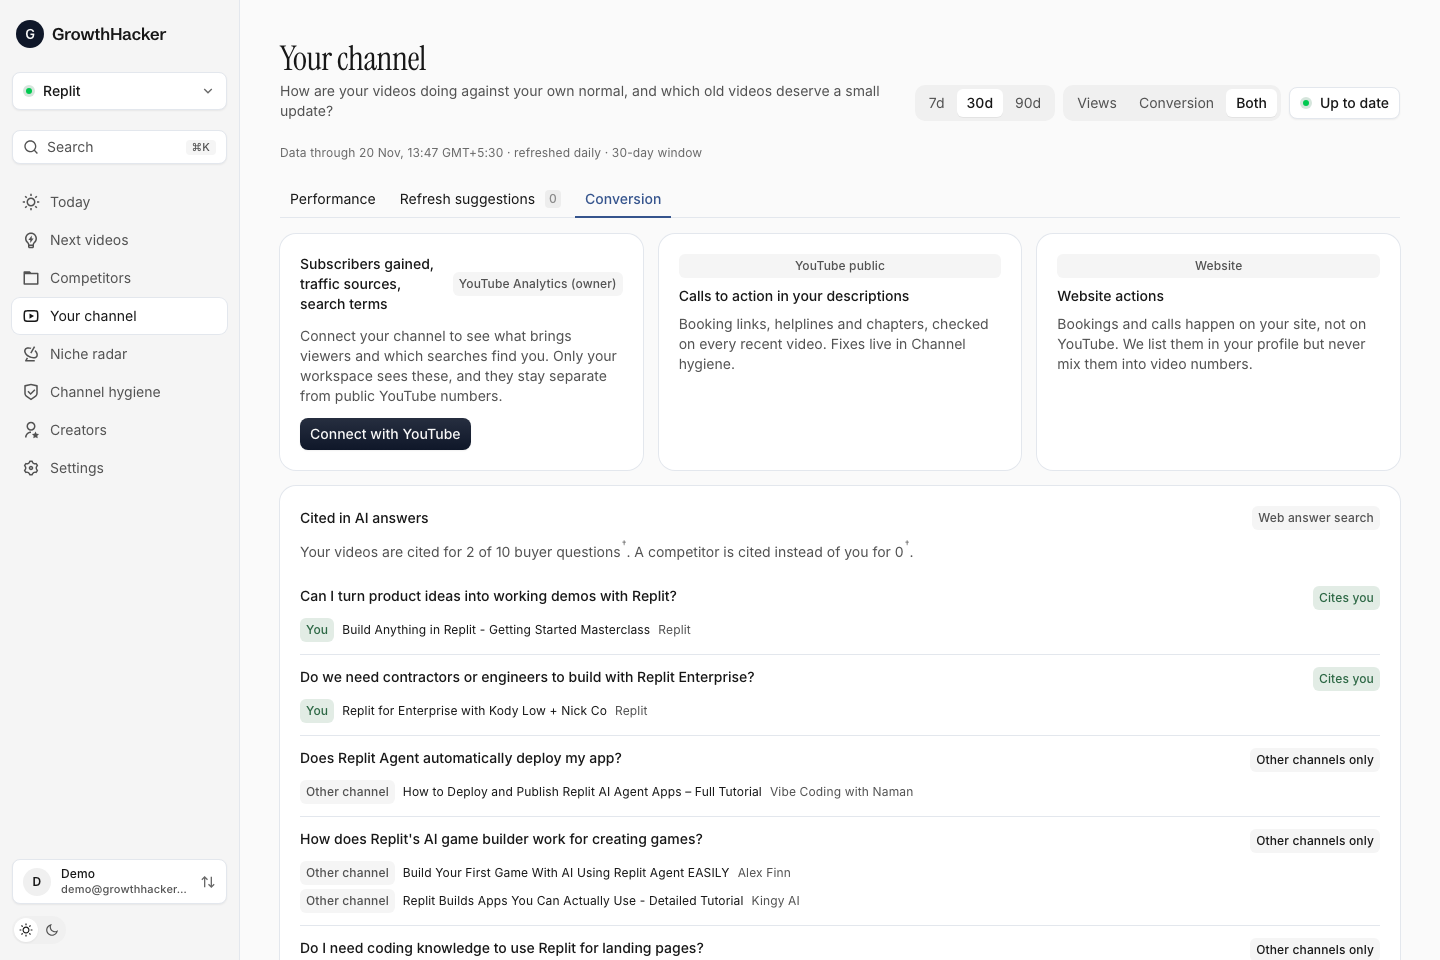 G GrowthHacker
Replit
Search ⌘K
Today
Next videos
Competitors
Your channel
Niche radar
Channel hygiene
Creators
Settings
D
Demo
demo@growthhacker...
Your channel
How are your videos doing against your own normal, and which old videos deserve a small
update?
7d 30d 90d
Views Conversion Both
Up to date
Data through 20 Nov, 13:47 GMT+5:30 · refreshed daily · 30-day window
Performance Refresh suggestions 0 Conversion
Subscribers gained,
traffic sources,
search terms
YouTube Analytics (owner)
Connect your channel to see what brings
viewers and which searches find you. Only your
workspace sees these, and they stay separate
from public YouTube numbers.
Connect with YouTube
YouTube public
Calls to action in your descriptions
Booking links, helplines and chapters, checked
on every recent video. Fixes live in Channel
hygiene.
Website
Website actions
Bookings and calls happen on your site, not on
YouTube. We list them in your profile but never
mix them into video numbers.
Cited in AI answers Web answer search
Your videos are cited for 2 of 10 buyer questions†. A competitor is cited instead of you for 0†.
Can I turn product ideas into working demos with Replit? Cites you
You Build Anything in Replit - Getting Started Masterclass Replit
Do we need contractors or engineers to build with Replit Enterprise? Cites you
You Replit for Enterprise with Kody Low + Nick Co Replit
Does Replit Agent automatically deploy my app? Other channels only
Other channel How to Deploy and Publish Replit AI Agent Apps – Full Tutorial Vibe Coding with Naman
How does Replit's AI game builder work for creating games? Other channels only
Other channel Build Your First Game With AI Using Replit Agent EASILY Alex Finn
Other channel Replit Builds Apps You Can Actually Use - Detailed Tutorial Kingy AI
Do I need coding knowledge to use Replit for landing pages? Other channels only